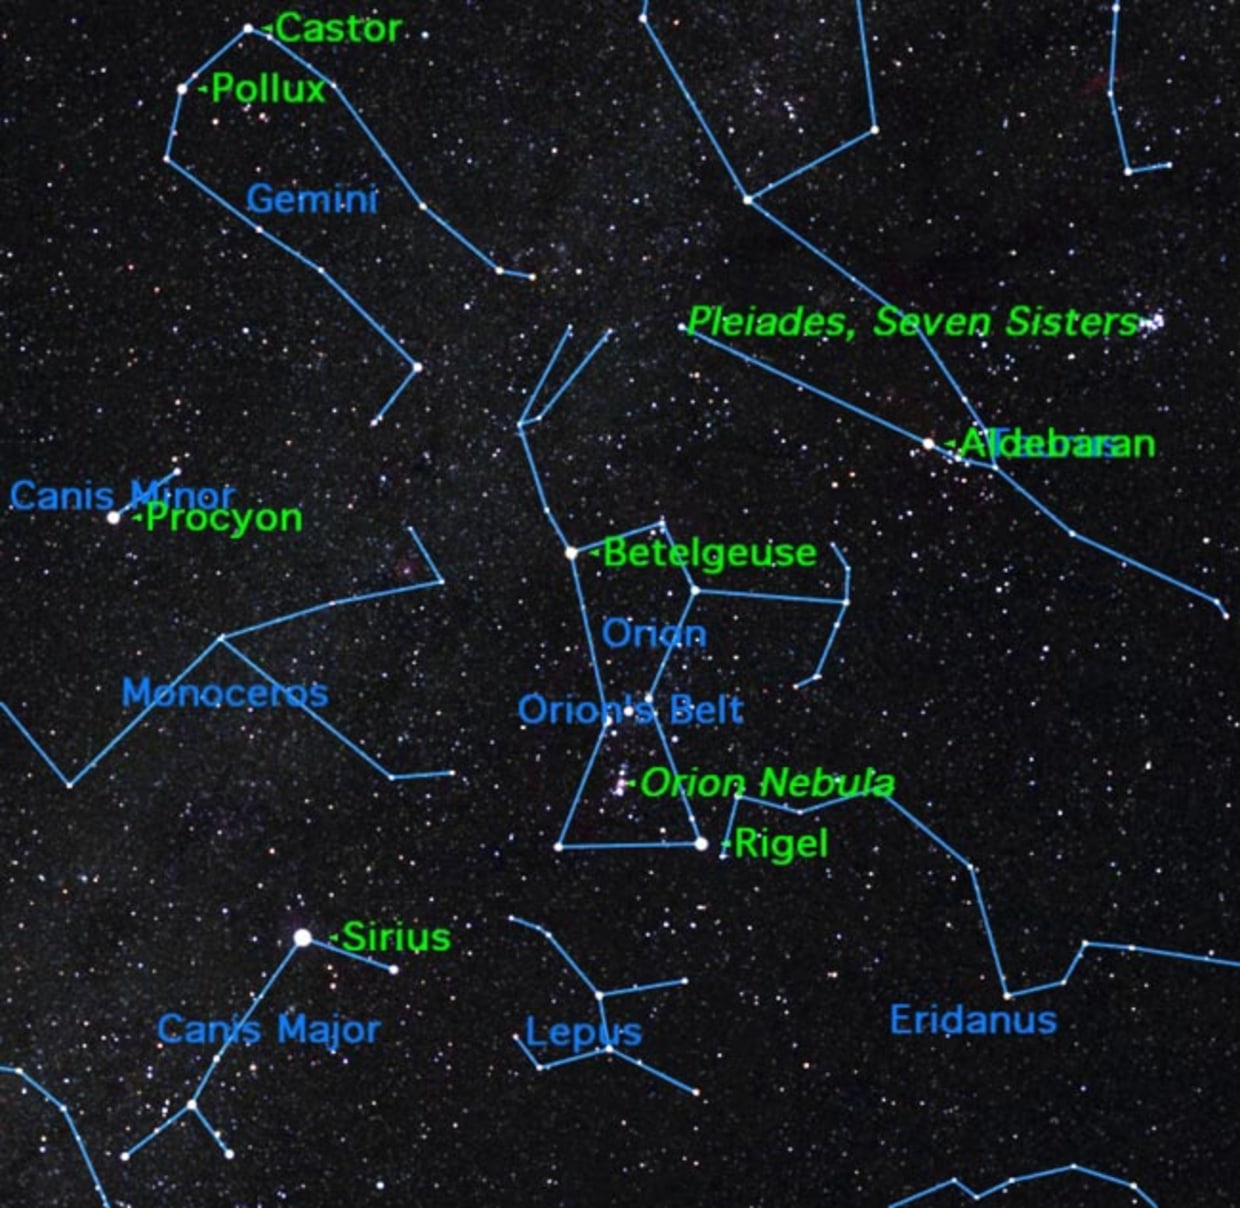 Castor
Pollux
Gemini
Pleiades, Seven Sisters
Aldebaran
Taurus
Canis Minor
Procyon
Betelgeuse
Orion
Monoceros
Orion's Belt
Orion Nebula
Rigel
Sirius
Canis Major
Lepus
Eridanus